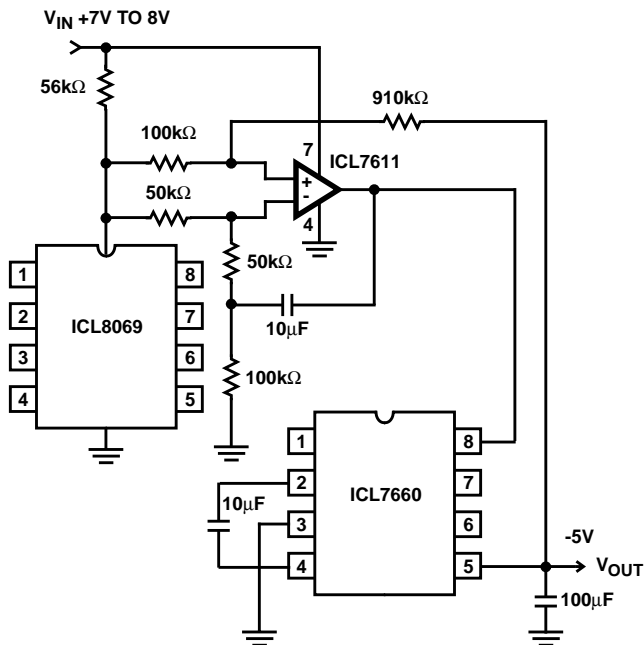 V_IN +7V TO 8V
56kΩ
910kΩ
100kΩ
7
ICL7611
+
-
50kΩ
4
50kΩ
10µF
100kΩ
ICL8069
1
2
3
4
8
7
6
5
ICL7660
1
2
3
4
8
7
6
5
10µF
-5V
V_OUT
100µF